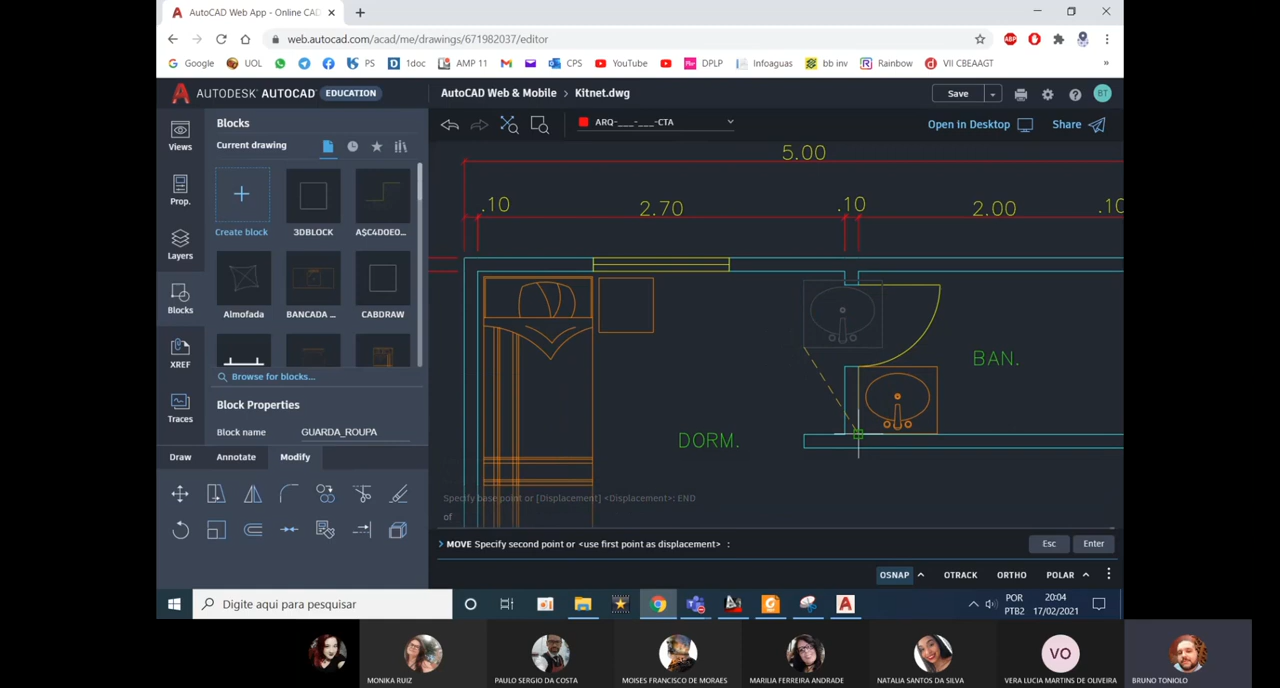 AutoCAD Web App - Online CAD
web.autocad.com/acad/me/drawings/671982037/editor
ABP
Google
UOL
PS
1doc
AMP 11
CPS
YouTube
DPLP
Infoaguas
bb inv
Rainbow
VII CBEAAGT
»
AUTODESK® AUTOCAD EDUCATION
AutoCAD Web & Mobile > Kitnet.dwg
Save
BT
Views
Prop.
Layers
Blocks
XREF
Traces
Blocks
Current drawing
Create block
3DBLOCK
A$C4D0E0...
Almofada
BANCADA ...
CABDRAW
Browse for blocks...
Block Properties
Block name
GUARDA_ROUPA
Draw
Annotate
Modify
ARQ-___-___-CTA
Open in Desktop
Share
5.00
.10
2.70
.10
2.00
.10
BAN.
DORM.
Specify base point or [Displacement] <Displacement>: END
of
MOVE Specify second point or <use first point as displacement> :
Esc
Enter
OSNAP
OTRACK
ORTHO
POLAR
Digite aqui para pesquisar
POR
PTB2
20:04
17/02/2021
MONIKA RUIZ
PAULO SERGIO DA COSTA
MOISES FRANCISCO DE MORAES
MARILIA FERREIRA ANDRADE
NATALIA SANTOS DA SILVA
VO
VERA LUCIA MARTINS DE OLIVEIRA
BRUNO TONIOLO